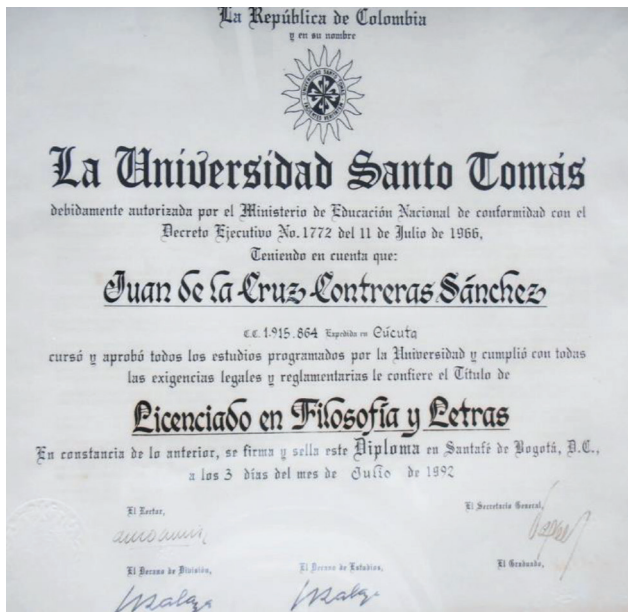 La República de Colombia
y en su nombre
UNIVERSIDAD SANTO TOMAS
La Universidad Santo Tomás
debidamente autorizada por el Ministerio de Educación Nacional de conformidad con el
Decreto Ejecutivo No. 1772 del 11 de Julio de 1966,
Teniendo en cuenta que:
Juan de la Cruz Contreras Sánchez
C.C. 1.915.864 Expedida en Cúcuta
cursó y aprobó todos los estudios programados por la Universidad y cumplió con todas
las exigencias legales y reglamentarias le confiere el Título de
Licenciado en Filosofía y Letras
En constancia de lo anterior, se firma y sella este Diploma en Santafé de Bogotá, D.C.,
a los 3 días del mes de Julio de 1992
El Rector,
El Secretario General,
El Decano de División,
El Decano de Estudios,
El Graduando,